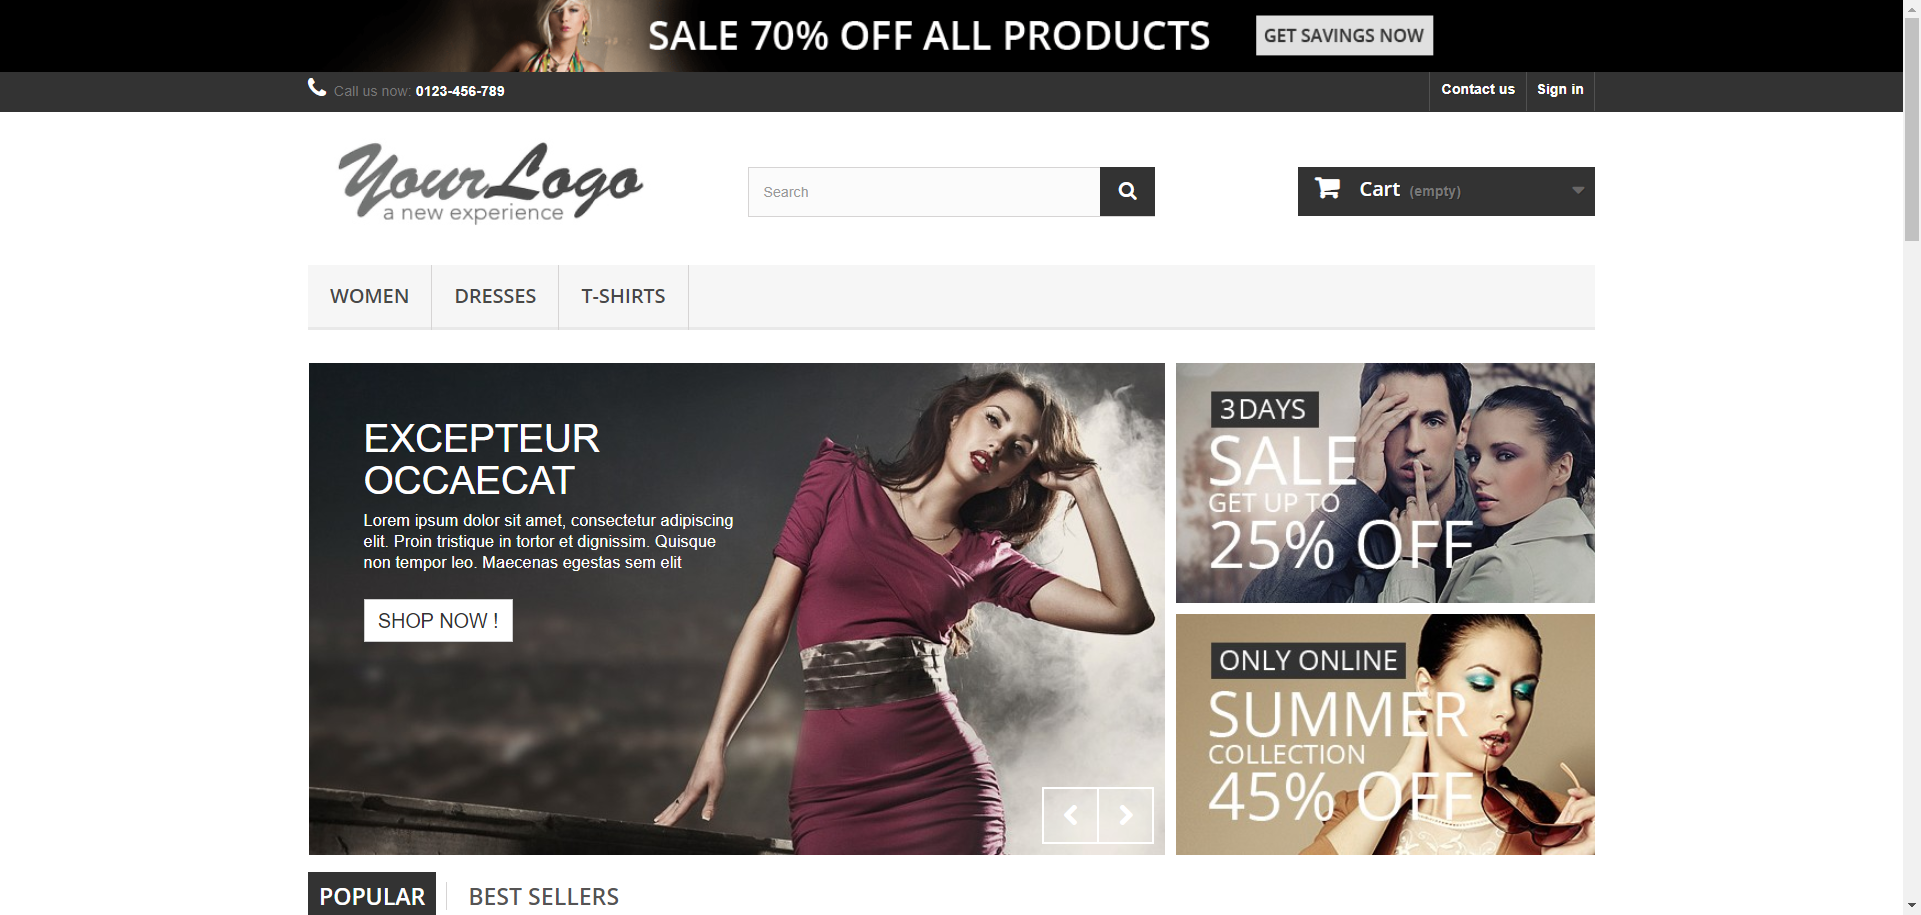 SALE 70% OFF ALL PRODUCTS
GET SAVINGS NOW
Call us now: 0123-456-789
Contact us
Sign in
YourLogo
a new experience
Search
Cart (empty)
WOMEN
DRESSES
T-SHIRTS
EXCEPTEUR
OCCAECAT
Lorem ipsum dolor sit amet, consectetur adipiscing
elit. Proin tristique in tortor et dignissim. Quisque
non tempor leo. Maecenas egestas sem elit
SHOP NOW !
3 DAYS
SALE
GET UP TO
25% OFF
ONLY ONLINE
SUMMER
COLLECTION
45% OFF
POPULAR
BEST SELLERS